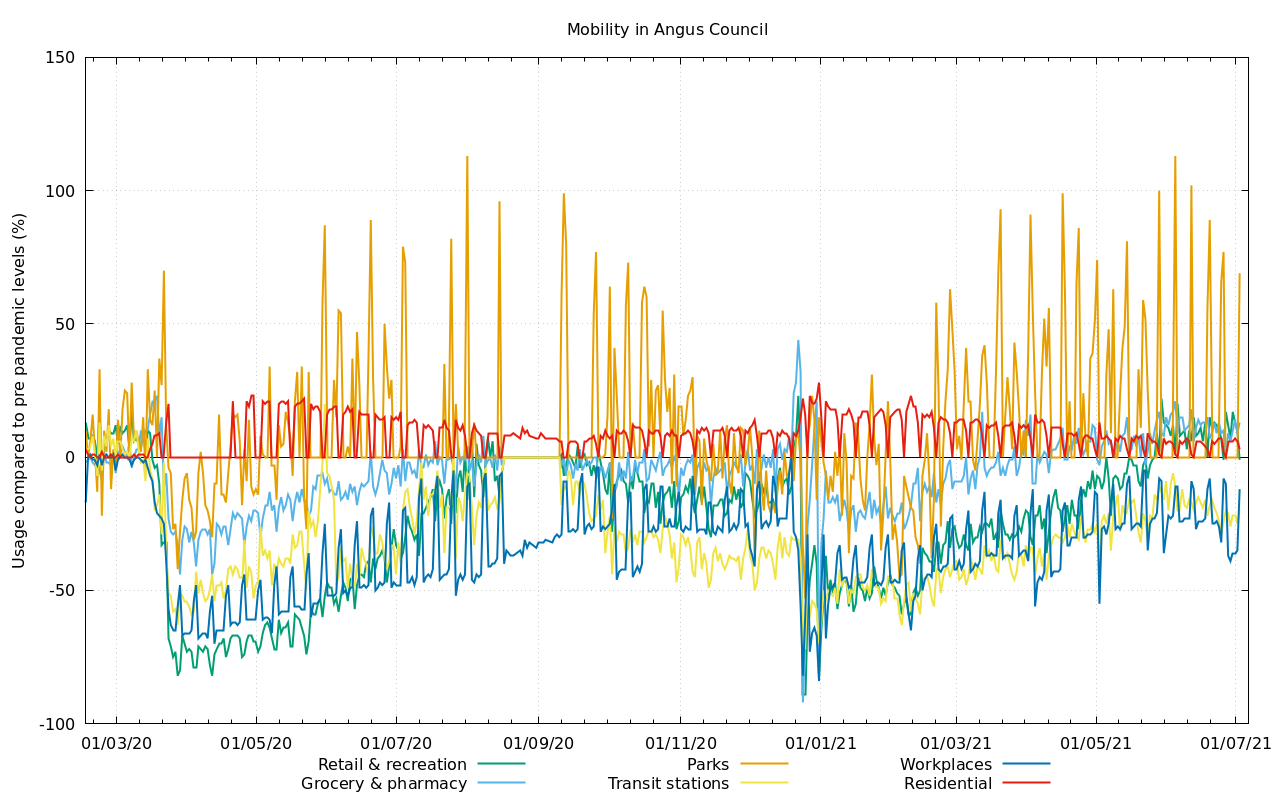 Mobility in Angus Council
Usage compared to pre pandemic levels (%)
150
100
50
0
-50
-100
01/03/20 01/05/20 01/07/20 01/09/20 01/11/20 01/01/21 01/03/21 01/05/21 01/07/21
Retail & recreation Parks Workplaces
Grocery & pharmacy Transit stations Residential